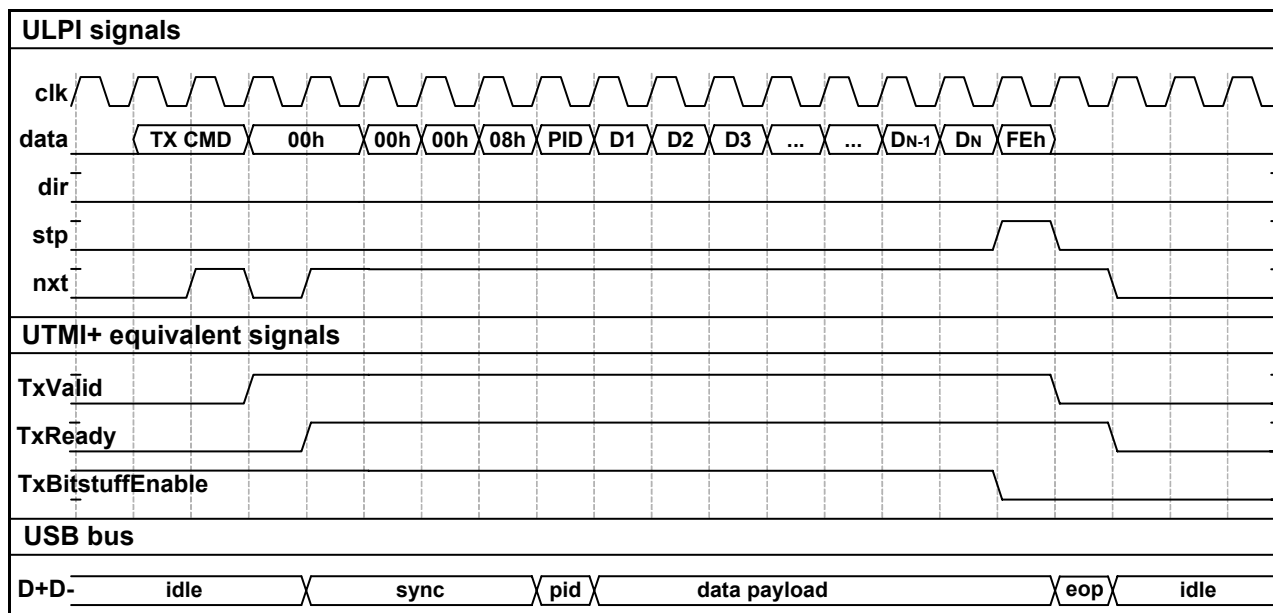 ULPI signals
clk
data TX CMD 00h 00h 00h 08h PID D1 D2 D3 ... ... DN-1 DN FEh
dir
stp
nxt
UTMI+ equivalent signals
TxValid
TxReady
TxBitstuffEnable
USB bus
D+D- idle sync pid data payload eop idle